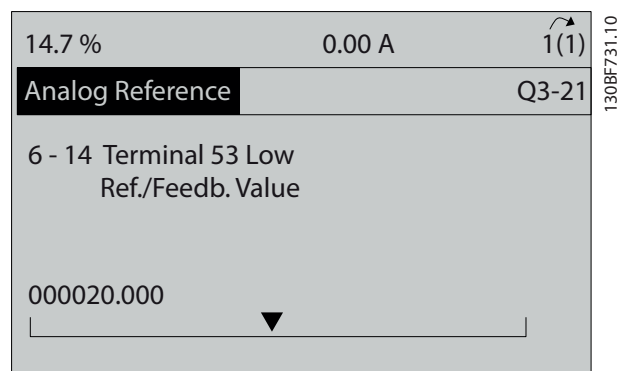 14.7 % 0.00 A 1(1)
Analog Reference Q3-21
6 - 14 Terminal 53 Low
Ref./Feedb. Value
000020.000
130BF731.10